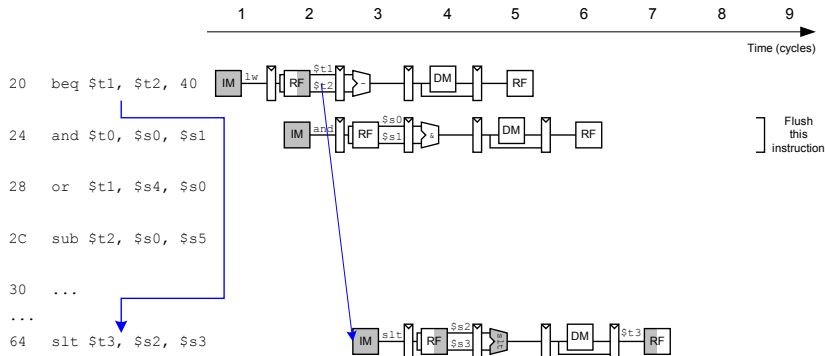 1 2 3 4 5 6 7 8 9
Time (cycles)
20 beq $t1, $t2, 40 IM lw RF $t1 $t2 - DM RF
24 and $t0, $s0, $s1 IM and RF $s0 $s1 & DM RF
Flush
this
instruction
28 or $t1, $s4, $s0
2C sub $t2, $s0, $s5
30 ...
...
64 slt $t3, $s2, $s3 IM slt RF $s2 $s3 slt DM $t3 RF